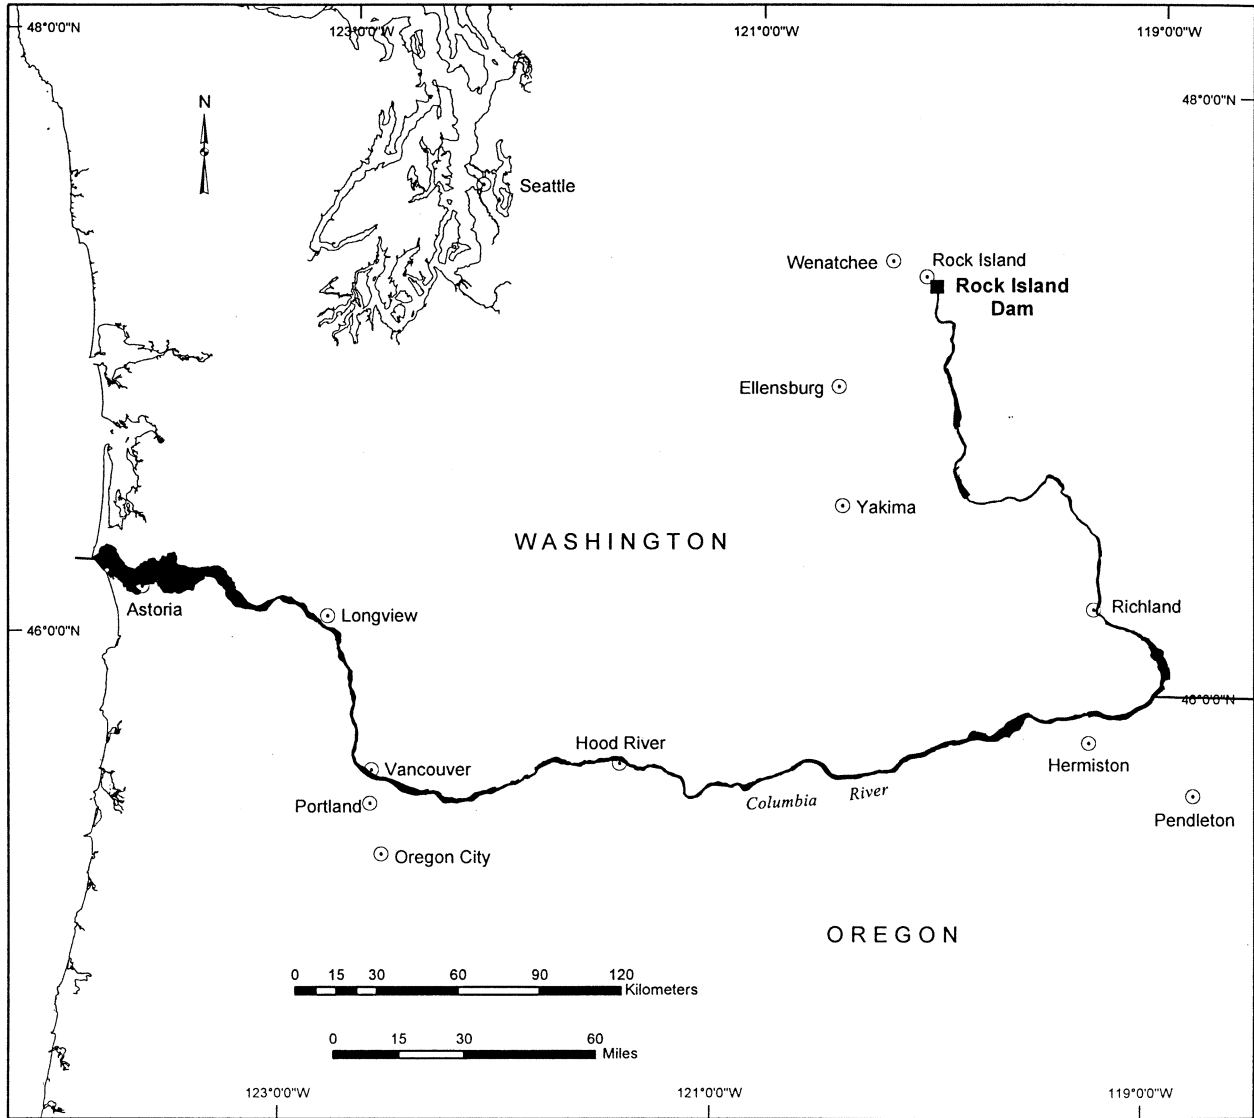 48°0'0"N
123°0'0"W
121°0'0"W
119°0'0"W
48°0'0"N
N
Seattle
Wenatchee
Rock Island
Rock Island
Dam
Ellensburg
Yakima
WASHINGTON
Astoria
Longview
Richland
46°0'0"N
46°0'0"N
Hood River
Vancouver
Hermiston
Portland
Columbia River
Pendleton
Oregon City
OREGON
0 15 30 60 90 120
Kilometers
0 15 30 60
Miles
123°0'0"W
121°0'0"W
119°0'0"W